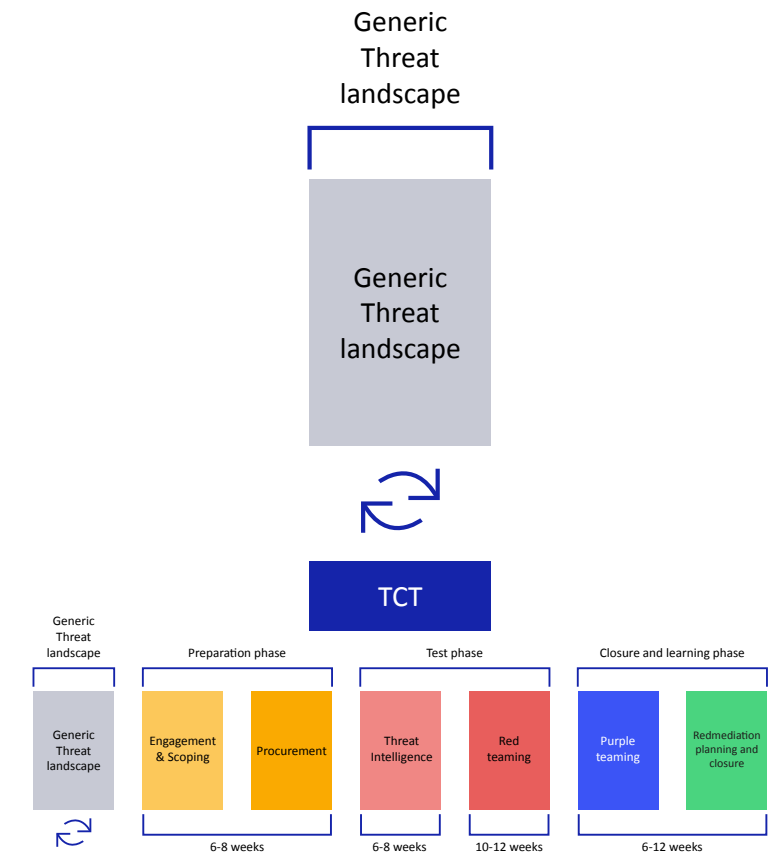 Generic
Threat
landscape
Generic
Threat
landscape
TCT
Generic
Threat
landscape
Preparation phase
Test phase
Closure and learning phase
Generic
Threat
landscape
Engagement
& Scoping
Procurement
Threat
Intelligence
Red
teaming
Purple
teaming
Redmediation
planning and
closure
6-8 weeks
6-8 weeks
10-12 weeks
6-12 weeks